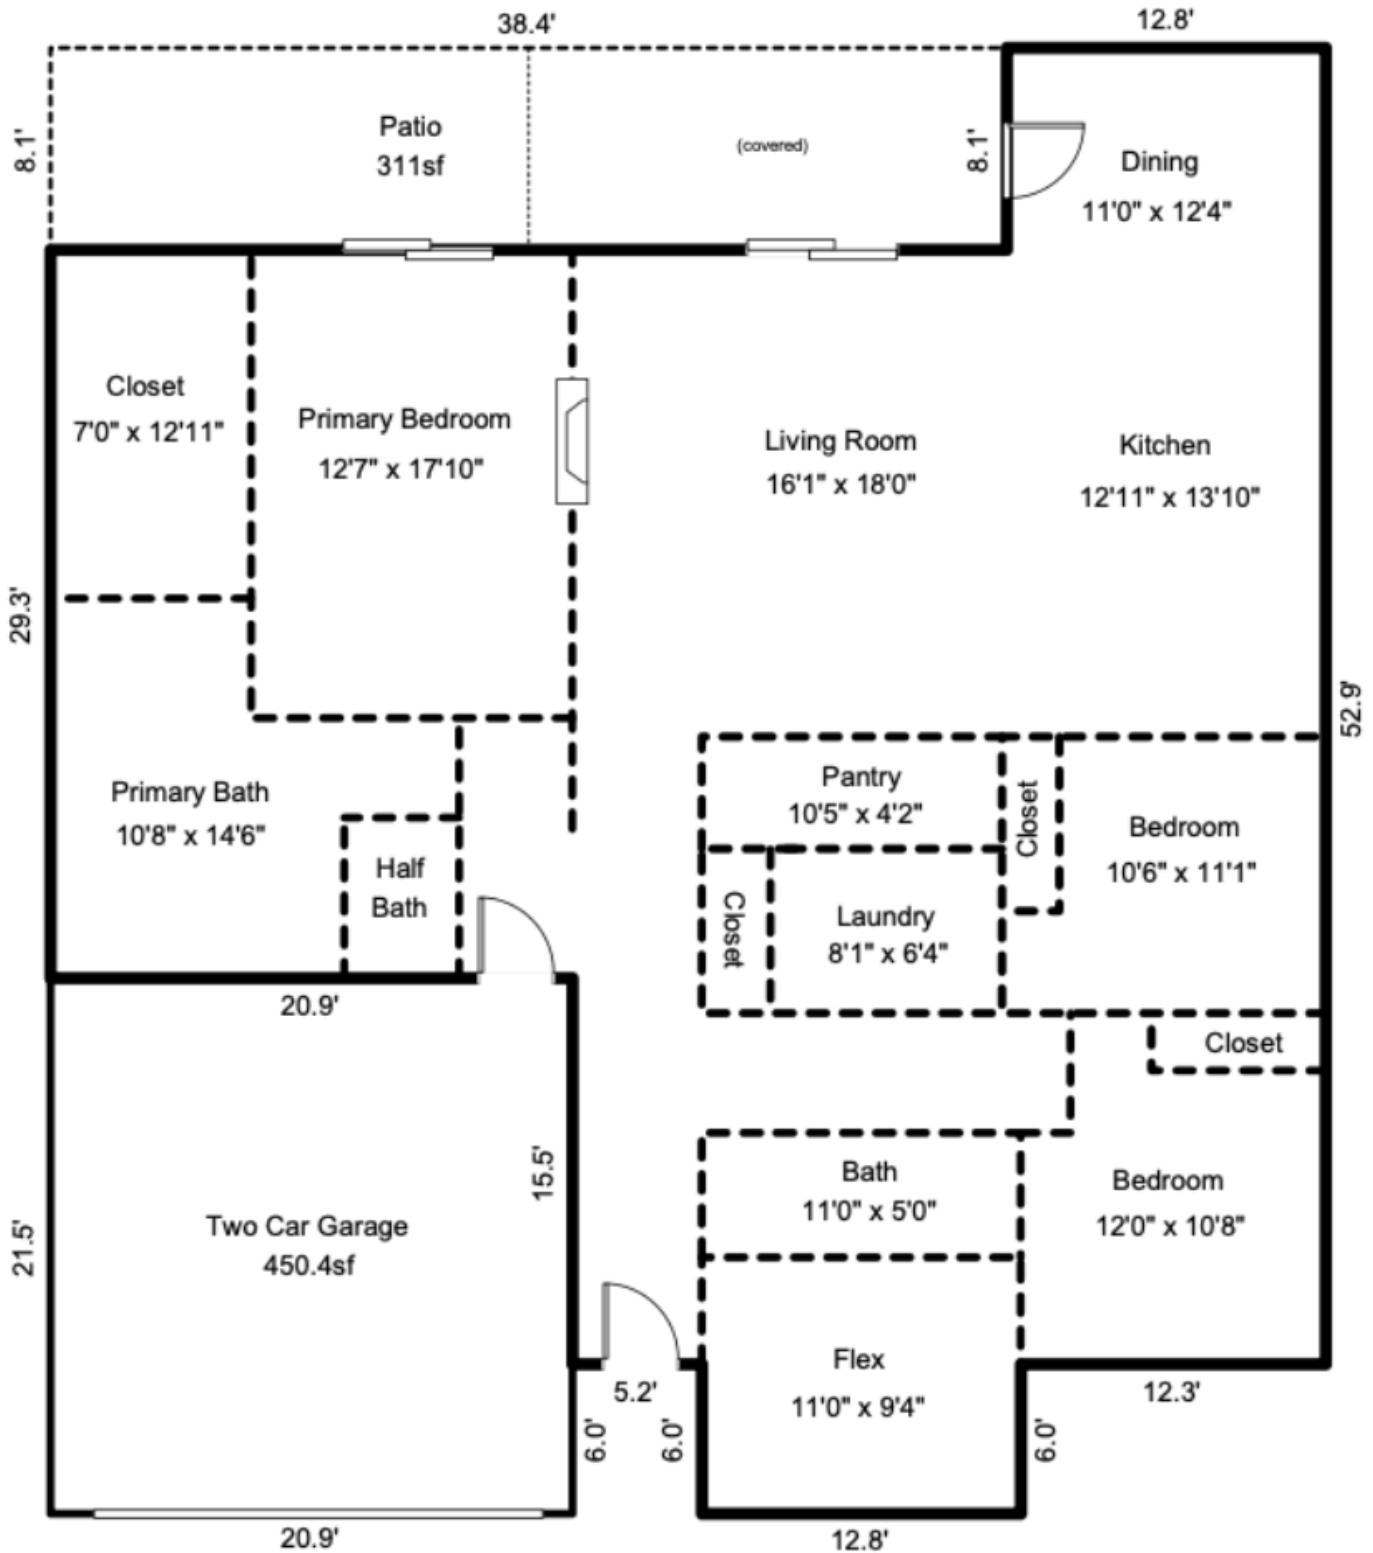 38.4'
12.8'
8.1'
Patio
311sf
(covered)
8.1'
Dining
11'0" x 12'4"
Closet
7'0" x 12'11"
Primary Bedroom
12'7" x 17'10"
Living Room
16'1" x 18'0"
Kitchen
12'11" x 13'10"
29.3'
52.9'
Primary Bath
10'8" x 14'6"
Half
Bath
Pantry
10'5" x 4'2"
Closet
Bedroom
10'6" x 11'1"
Closet
Laundry
8'1" x 6'4"
20.9'
Closet
15.5'
Bath
11'0" x 5'0"
Bedroom
12'0" x 10'8"
21.5'
Two Car Garage
450.4sf
Flex
11'0" x 9'4"
5.2'
12.3'
6.0'
6.0'
6.0'
20.9'
12.8'